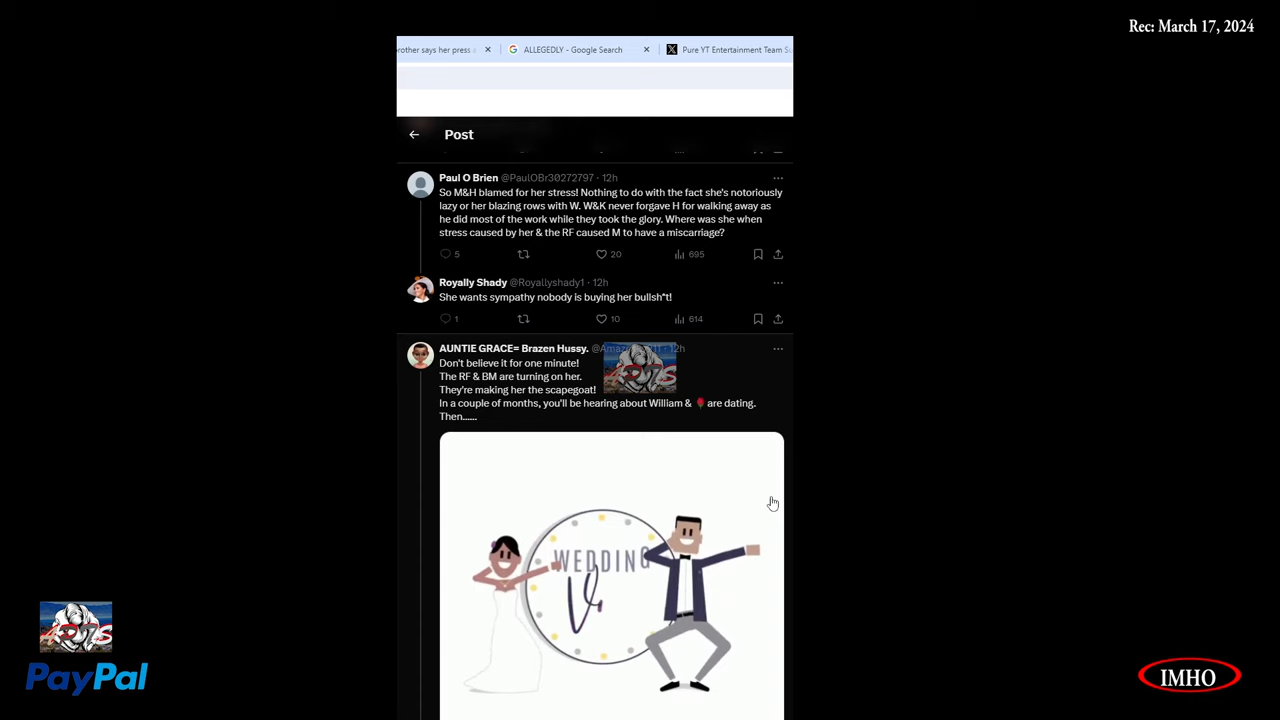 Rec: March 17, 2024
rother says her press
ALLEGEDLY - Google Search
Pure YT Entertainment Team
Post
Paul O Brien @PaulOBr30272797 · 12h
So M&H blamed for her stress! Nothing to do with the fact she's notoriously
lazy or her blazing rows with W. W&K never forgave H for walking away as
he did most of the work while they took the glory. Where was she when
stress caused by her & the RF caused M to have a miscarriage?
5 20 695
Royally Shady @Royallyshady1 · 12h
She wants sympathy nobody is buying her bullsh*t!
1 10 614
AUNTIE GRACE= Brazen Hussy. 12h
Don't believe it for one minute!
The RF & BM are turning on her.
They're making her the scapegoat!
In a couple of months, you'll be hearing about William & 🌹are dating.
Then......
WEDDING
PayPal
IMHO